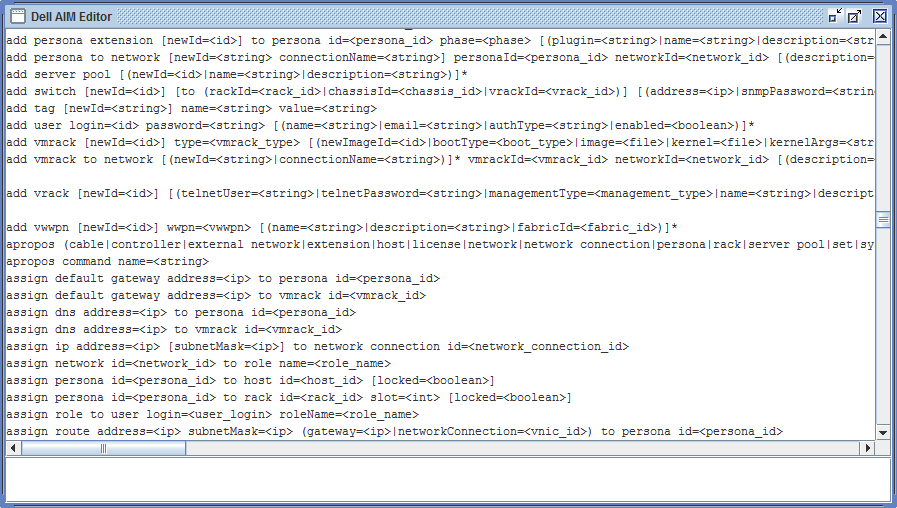 Dell AIM Editor
add persona extension [newId=<id>] to persona id=<persona_id> phase=<phase> [(plugin=<string>|name=<string>|description=<str
add persona to network [newId=<string> connectionName=<string>] personaId=<persona_id> networkId=<network_id> [(description=
add server pool [(newId=<id>|name=<string>|description=<string>)]*
add switch [newId=<id>] [to (rackId=<rack_id>|chassisId=<chassis_id>|vrackId=<vrack_id>)] [(address=<ip>|snmpPassword=<string
add tag [newId=<string>] name=<string> value=<string>
add user login=<id> password=<string> [(name=<string>|email=<string>|authType=<string>|enabled=<boolean>)]*
add vmrack [newId=<id>] type=<vmrack_type> [(newImageId=<id>|bootType=<boot_type>|image=<file>|kernel=<file>|kernelArgs=<str
add vmrack to network [(newId=<string>|connectionName=<string>)]* vmrackId=<vmrack_id> networkId=<network_id> [(description=
add vrack [newId=<id>] [(telnetUser=<string>|telnetPassword=<string>|managementType=<management_type>|name=<string>|descript
add vwwpn [newId=<id>] wwpn=<vwwpn> [(name=<string>|description=<string>|fabricId=<fabric_id>)]*
apropos (cable|controller|external network|extension|host|license|network|network connection|persona|rack|server pool|set|sy
apropos command name=<string>
assign default gateway address=<ip> to persona id=<persona_id>
assign default gateway address=<ip> to vmrack id=<vmrack_id>
assign dns address=<ip> to persona id=<persona_id>
assign dns address=<ip> to vmrack id=<vmrack_id>
assign ip address=<ip> [subnetMask=<ip>] to network connection id=<network_connection_id>
assign network id=<network_id> to role name=<role_name>
assign persona id=<persona_id> to host id=<host_id> [locked=<boolean>]
assign persona id=<persona_id> to rack id=<rack_id> slot=<int> [locked=<boolean>]
assign role to user login=<user_login> roleName=<role_name>
assign route address=<ip> subnetMask=<ip> (gateway=<ip>|networkConnection=<vnic_id>) to persona id=<persona_id>